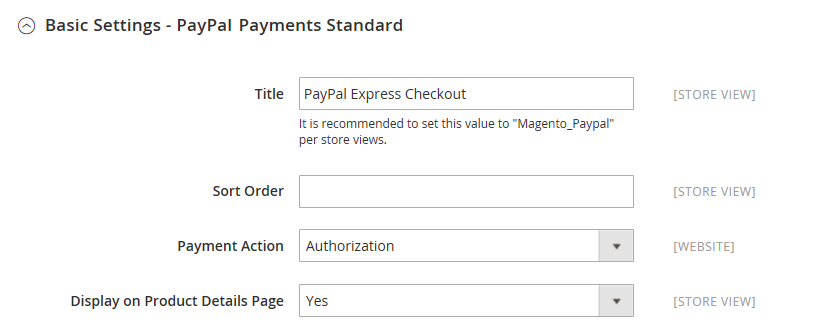 Basic Settings - PayPal Payments Standard
Title PayPal Express Checkout [STORE VIEW]
It is recommended to set this value to "Magento_Paypal"
per store views.
Sort Order [STORE VIEW]
Payment Action Authorization [WEBSITE]
Display on Product Details Page Yes [STORE VIEW]